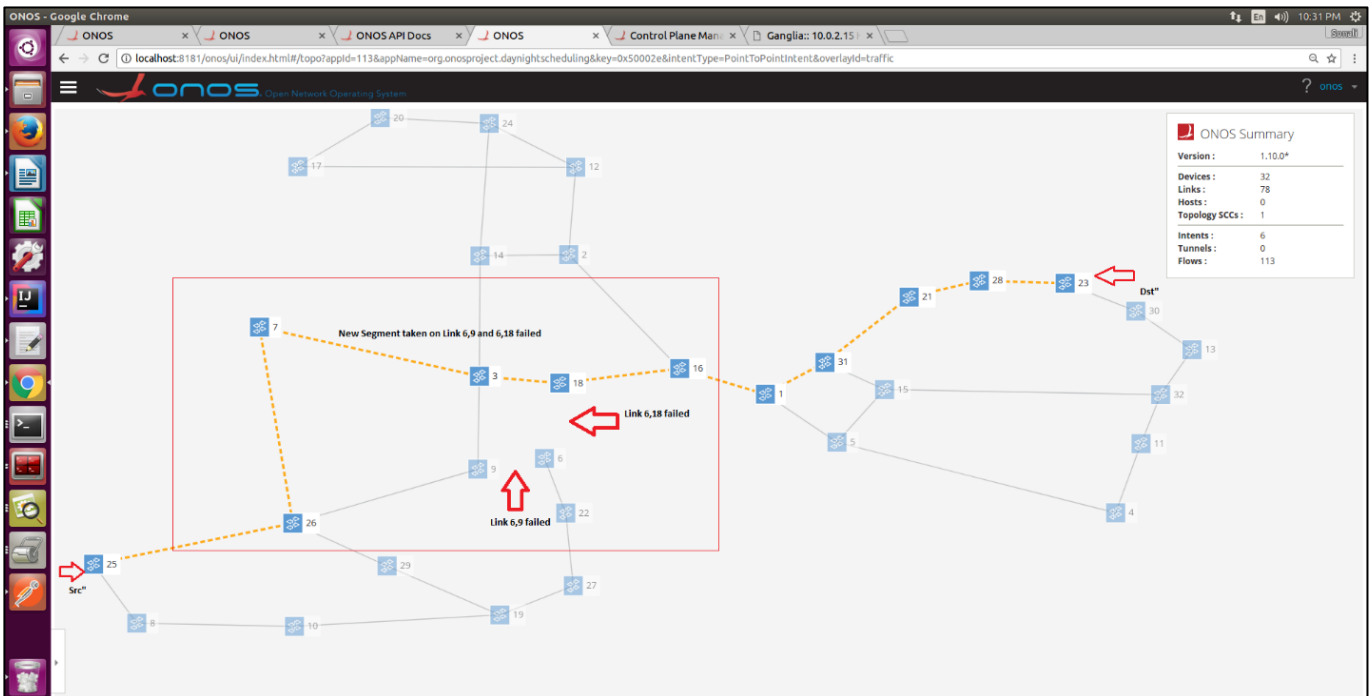 ONOS - Google Chrome
En
10:31 PM
ONOS
ONOS
ONOS API Docs
ONOS
Control Plane Mana
Ganglia:: 10.0.2.15
Sonali
localhost:8181/onos/ui/index.html#/topo?appId=113&appName=org.onosproject.daynightscheduling&key=0x50002e&intentType=PointToPointIntent&overlayId=traffic
onos. Open Network Operating System
? onos
20
24
17
12
14
2
ONOS Summary
Version : 1.10.0*
Devices : 32
Links : 78
Hosts : 0
Topology SCCs : 1
Intents : 6
Tunnels : 0
Flows : 113
28
23
21
Dst"
30
7
New Segment taken on Link 6,9 and 6,18 failed
13
31
16
3
18
1
15
32
Link 6,18 failed
5
11
6
9
22
4
Link 6,9 failed
26
25
29
Src"
27
19
8
10